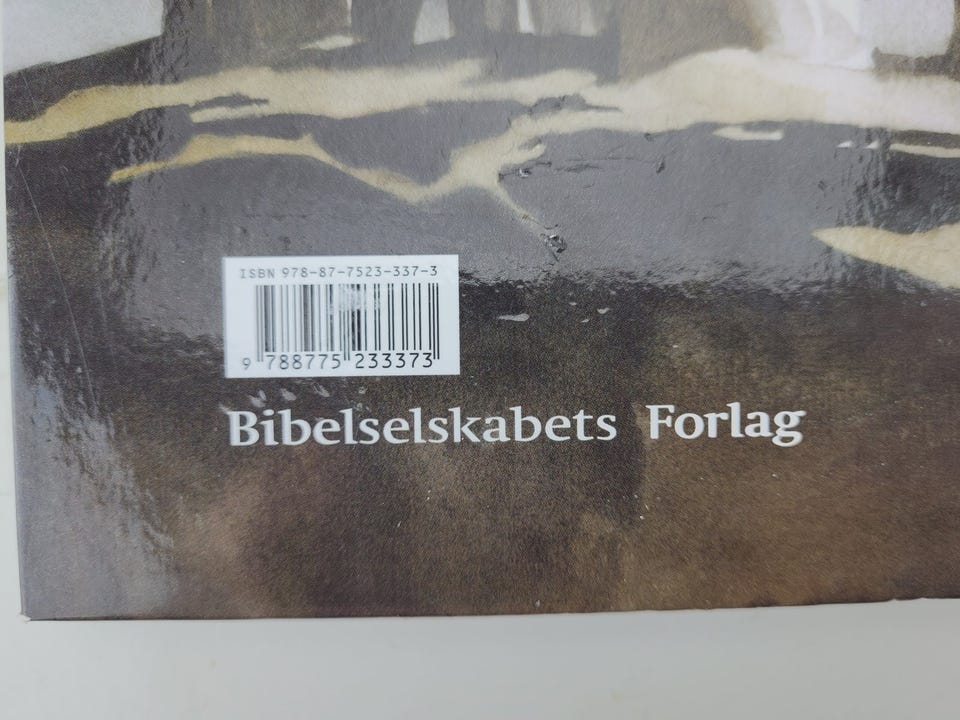 ISBN 978-87-7523-337-3
9 788775 233373
Bibelselskabets Forlag